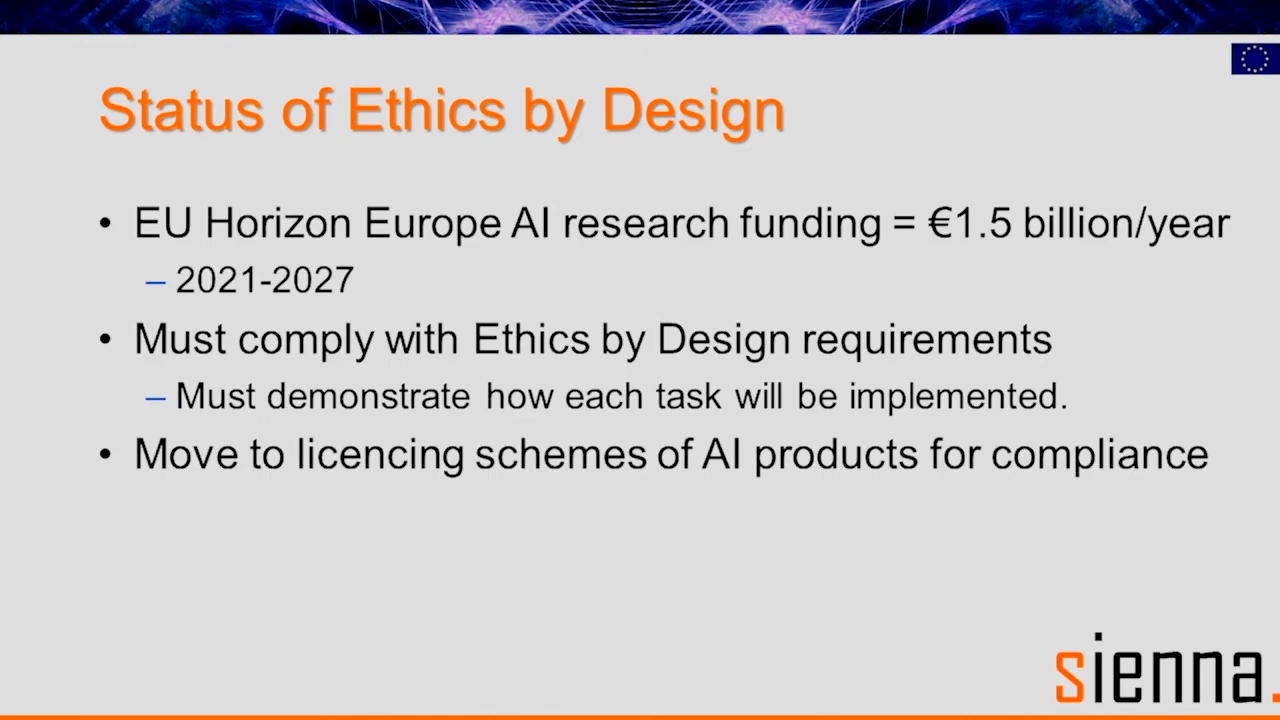 Status of Ethics by Design
• EU Horizon Europe AI research funding = €1.5 billion/year
– 2021-2027
• Must comply with Ethics by Design requirements
– Must demonstrate how each task will be implemented.
• Move to licencing schemes of AI products for compliance
sienna.